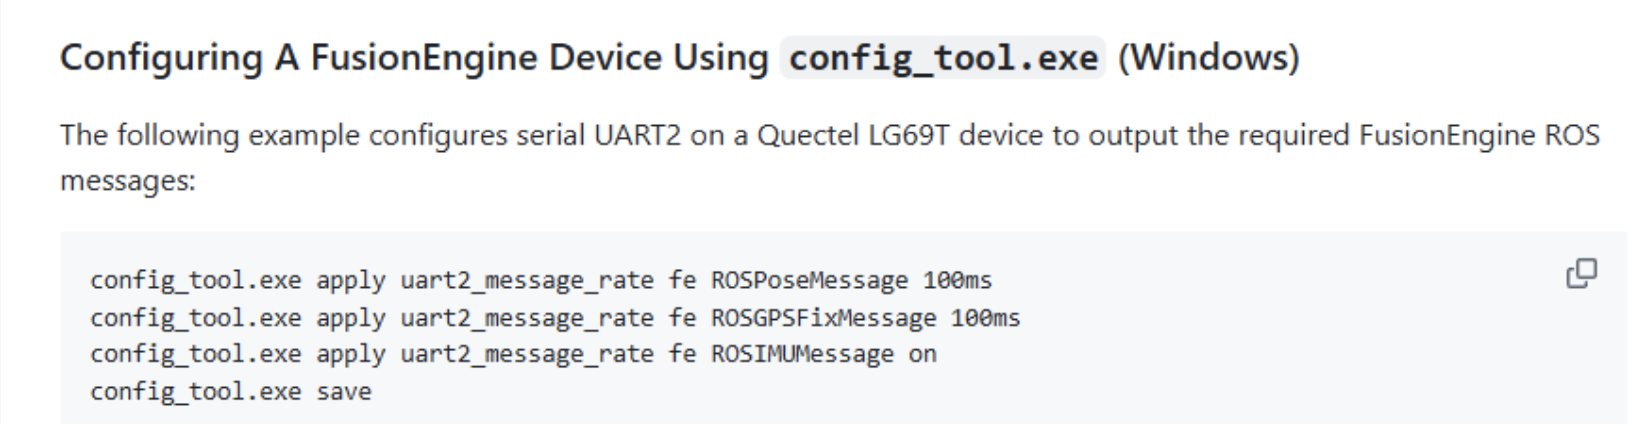 Configuring A FusionEngine Device Using config_tool.exe (Windows)
The following example configures serial UART2 on a Quectel LG69T device to output the required FusionEngine ROS
messages:
config_tool.exe apply uart2_message_rate fe ROSPoseMessage 100ms
config_tool.exe apply uart2_message_rate fe ROSGPSFixMessage 100ms
config_tool.exe apply uart2_message_rate fe ROSIMUMessage on
config_tool.exe save